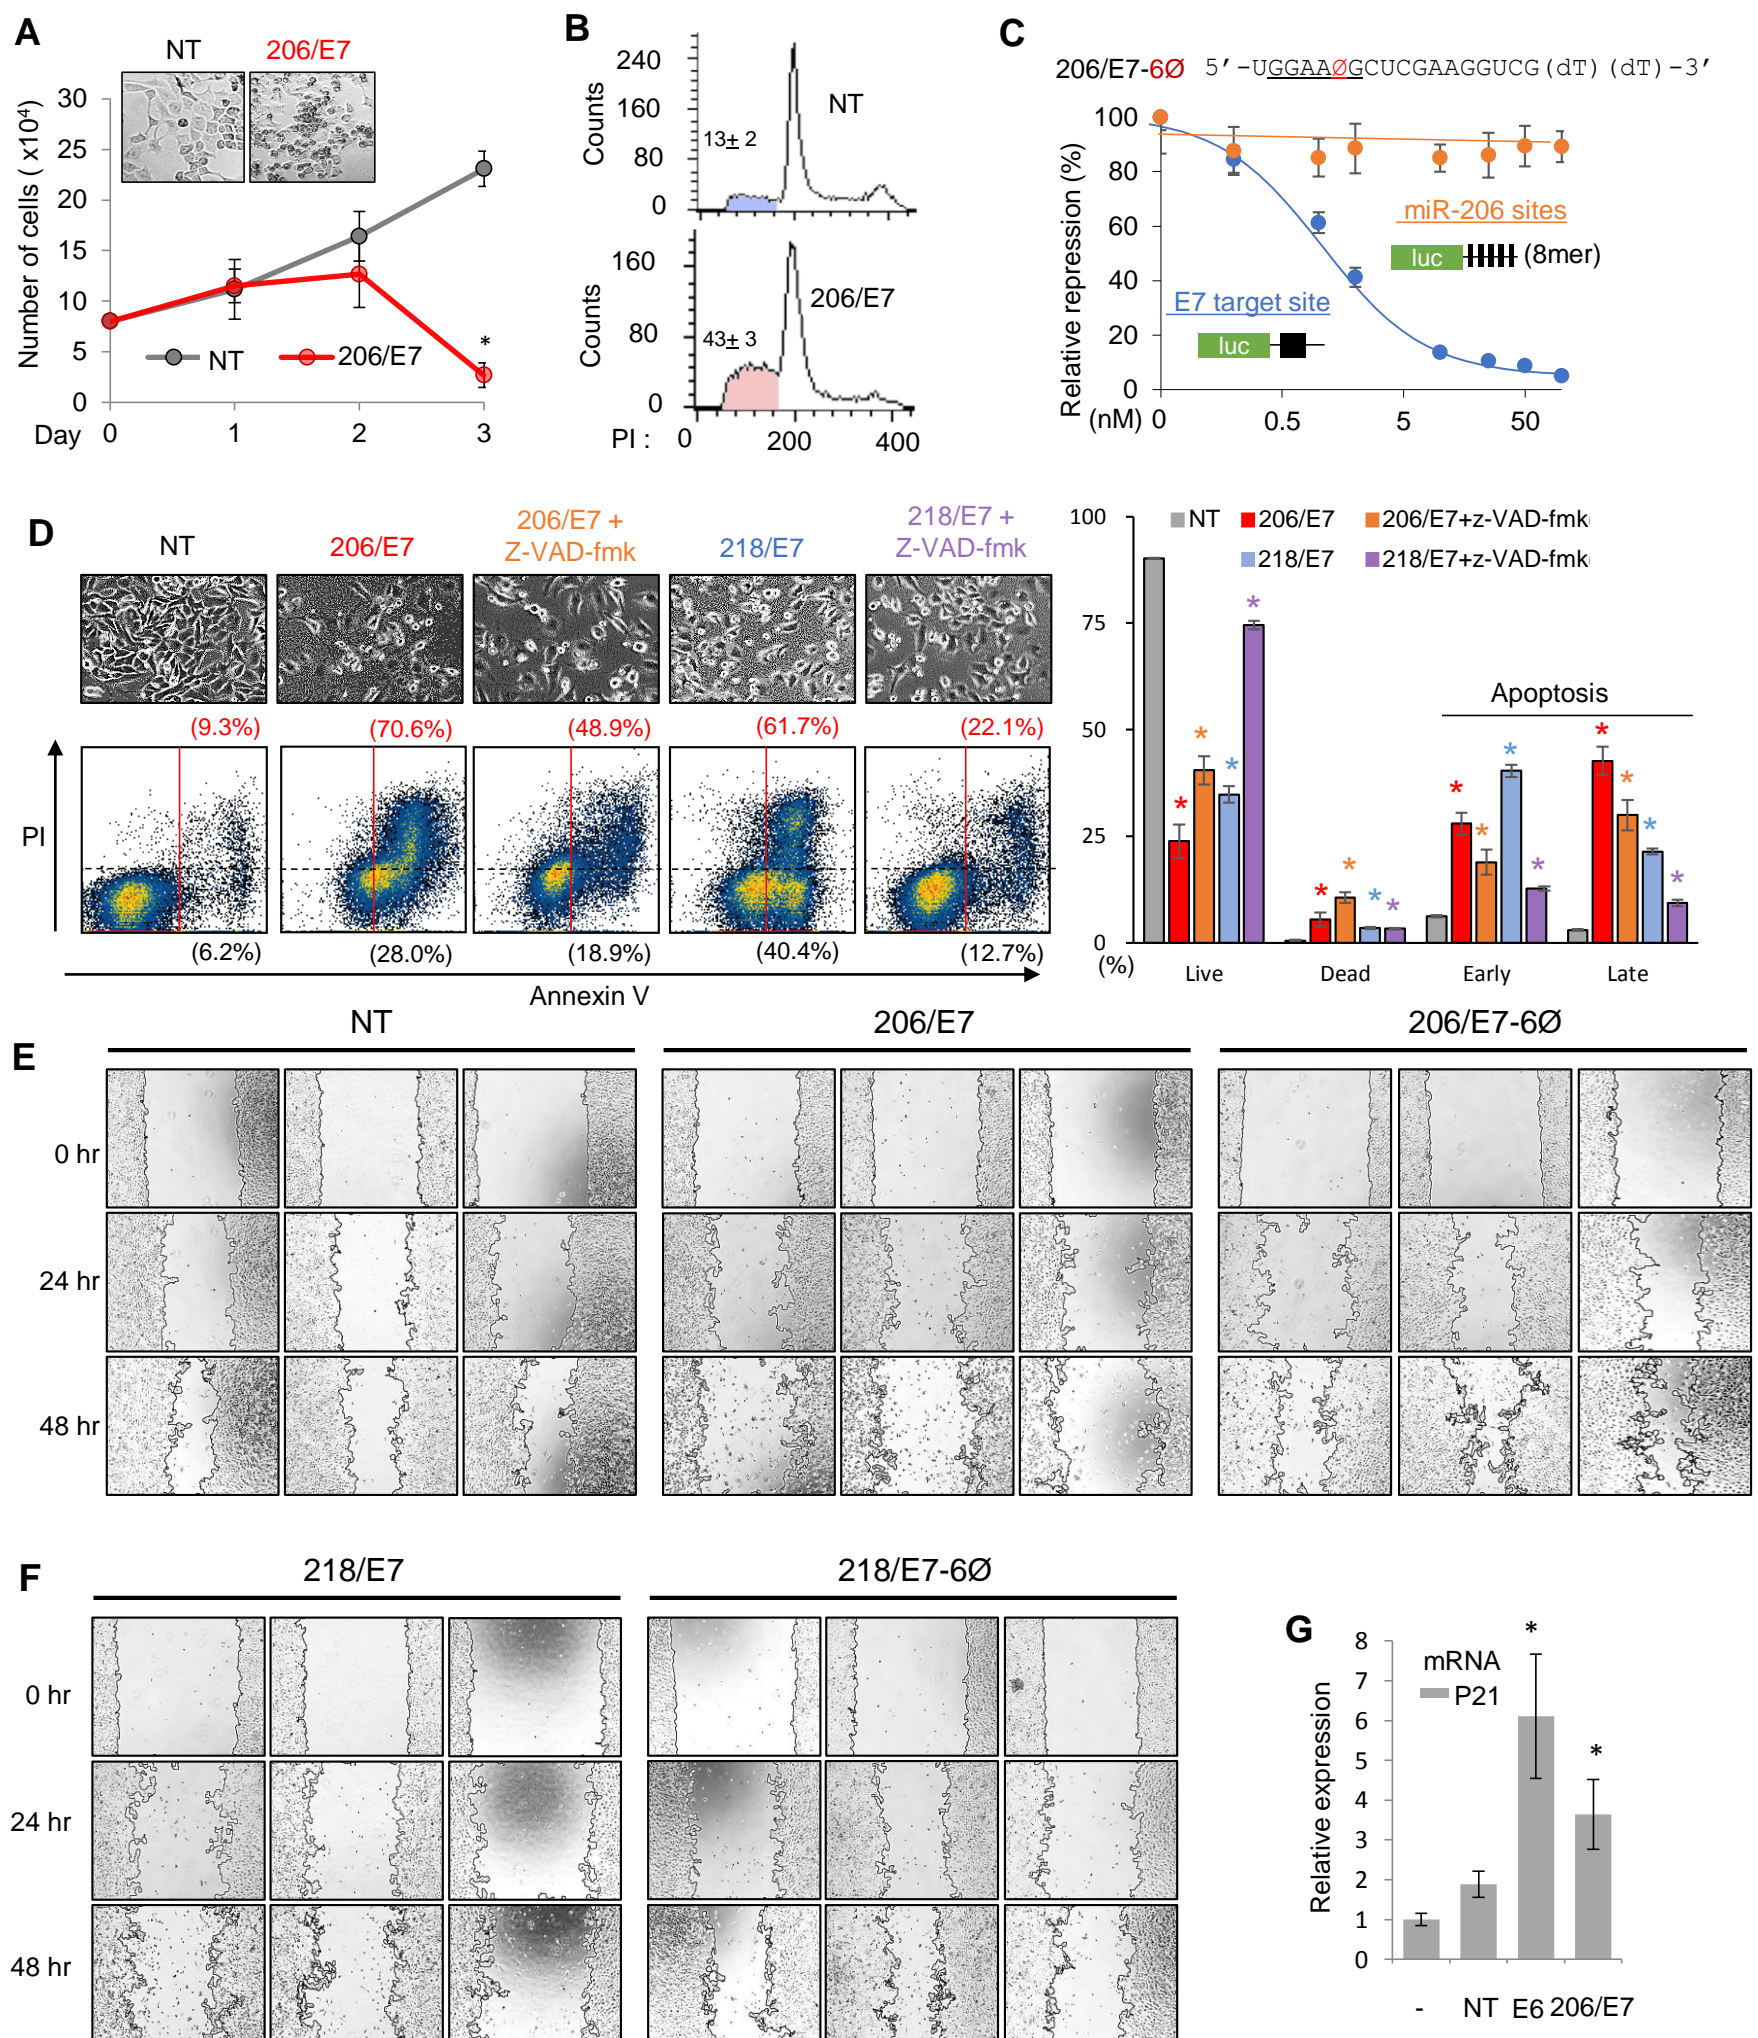 A
NT
206/E7
Number of cells ( x10⁴)
30
25
20
15
10
5
0
NT
206/E7
*
Day
0
1
2
3
B
Counts
240
160
80
0
13± 2
NT
Counts
160
80
0
43± 3
206/E7
PI :
0
200
400
C
206/E7-6Ø 5’-UGGAAØGCUCGAAGGUCG(dT)(dT)-3’
Relative repression (%)
100
80
60
40
20
0
miR-206 sites
luc
(8mer)
E7 target site
luc
(nM)
0
0.5
5
50
D
NT
206/E7
206/E7 +
Z-VAD-fmk
218/E7
218/E7 +
Z-VAD-fmk
(9.3%)
(70.6%)
(48.9%)
(61.7%)
(22.1%)
PI
(6.2%)
(28.0%)
(18.9%)
(40.4%)
(12.7%)
Annexin V
100
75
50
25
0
(%)
NT
206/E7
206/E7+z-VAD-fmk
218/E7
218/E7+z-VAD-fmk
Apoptosis
* * * *
* * * *
* * * *
* * * *
Live
Dead
Early
Late
E
NT
206/E7
206/E7-6Ø
0 hr
24 hr
48 hr
F
218/E7
218/E7-6Ø
0 hr
24 hr
48 hr
G
Relative expression
8
7
6
5
4
3
2
1
0
mRNA
P21
*
*
-
NT
E6
206/E7